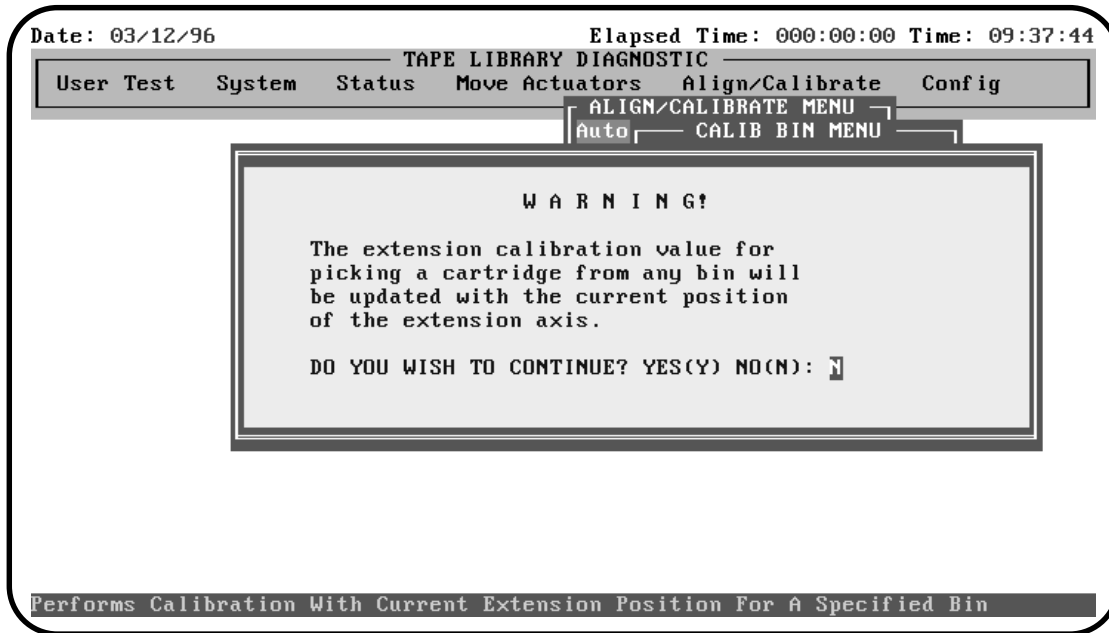 Date: 03/12/96 Elapsed Time: 000:00:00 Time: 09:37:44
TAPE LIBRARY DIAGNOSTIC
User Test System Status Move Actuators Align/Calibrate Config
ALIGN/CALIBRATE MENU
Auto CALIB BIN MENU
W A R N I N G!
The extension calibration value for
picking a cartridge from any bin will
be updated with the current position
of the extension axis.
DO YOU WISH TO CONTINUE? YES(Y) NO(N): N
Performs Calibration With Current Extension Position For A Specified Bin